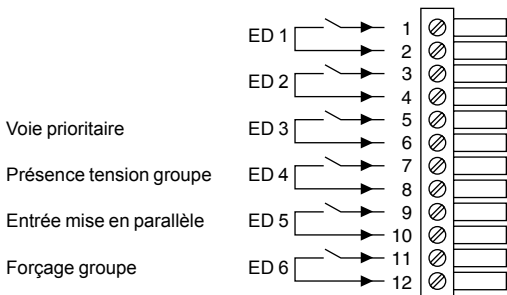 ED 1
1
2
ED 2
3
4
Voie prioritaire
ED 3
5
6
Présence tension groupe
ED 4
7
8
Entrée mise en parallèle
ED 5
9
10
Forçage groupe
ED 6
11
12